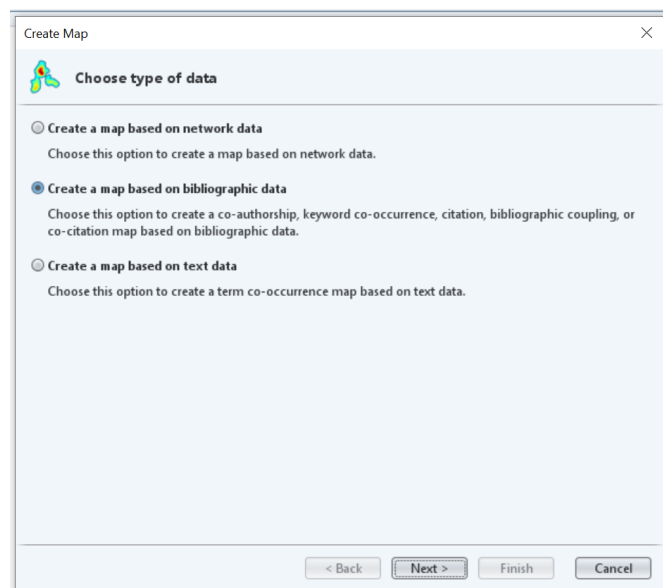 Create Map
Choose type of data
Create a map based on network data
Choose this option to create a map based on network data.
Create a map based on bibliographic data
Choose this option to create a co-authorship, keyword co-occurrence, citation, bibliographic coupling, or
co-citation map based on bibliographic data.
Create a map based on text data
Choose this option to create a term co-occurrence map based on text data.
< Back Next > Finish Cancel